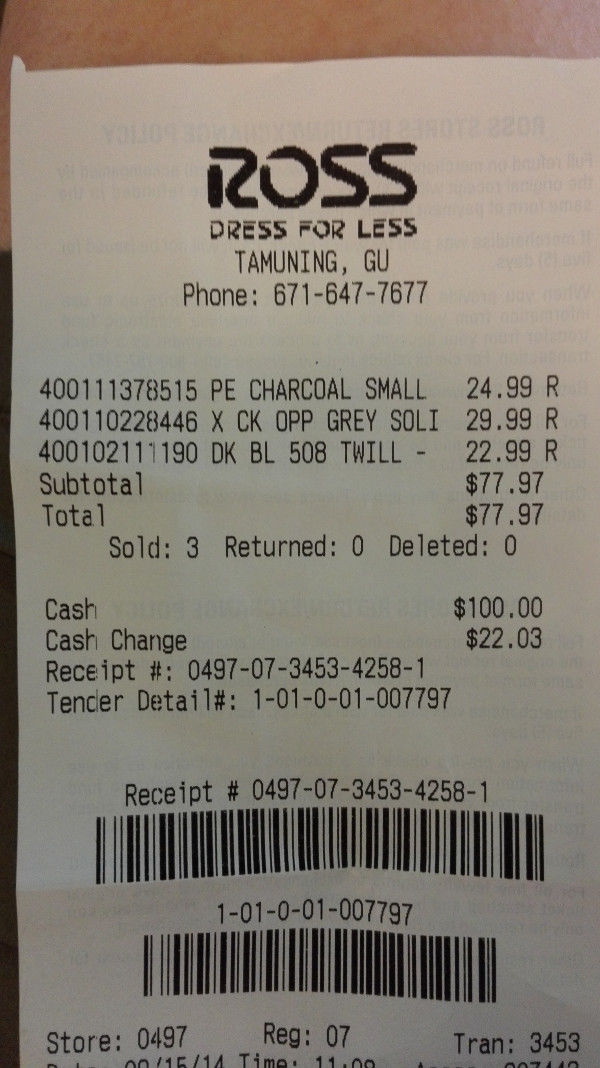 ROSS
DRESS FOR LESS
TAMUNING, GU
Phone: 671-647-7677
400111378515 PE CHARCOAL SMALL 24.99 R
400110228446 X CK OPP GREY SOLI 29.99 R
400102111190 DK BL 508 TWILL - 22.99 R
Subtotal $77.97
Total $77.97
Sold: 3 Returned: 0 Deleted: 0
Cash $100.00
Cash Change $22.03
Receipt #: 0497-07-3453-4258-1
Tender Detail#: 1-01-0-01-007797
Receipt # 0497-07-3453-4258-1
1-01-0-01-007797
Store: 0497 Reg: 07 Tran: 3453
Time: 11:09